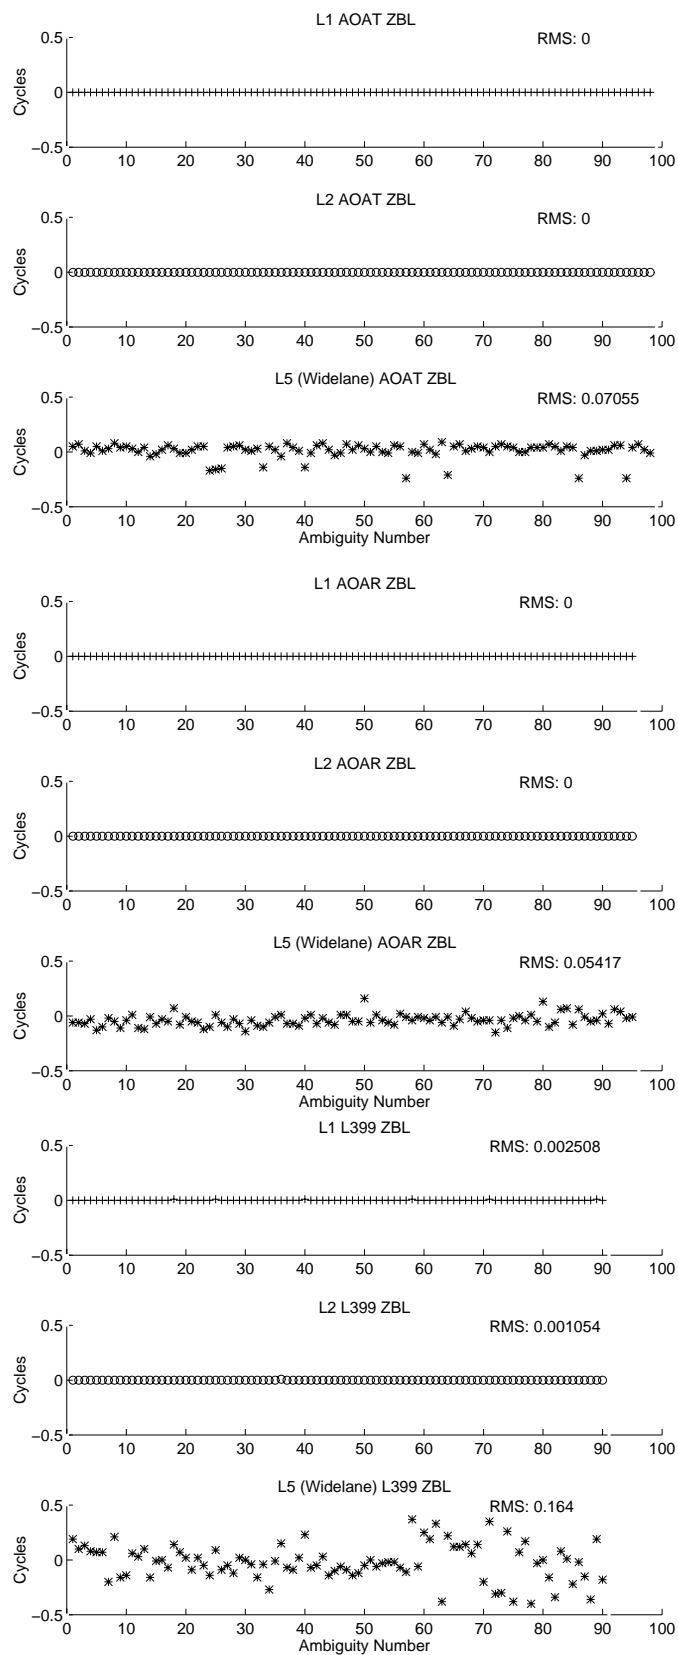 L1 AOAT ZBL
RMS: 0
0.5
0
−0.5
Cycles
0 10 20 30 40 50 60 70 80 90 100
L2 AOAT ZBL
RMS: 0
0.5
0
−0.5
Cycles
0 10 20 30 40 50 60 70 80 90 100
L5 (Widelane) AOAT ZBL
RMS: 0.07055
0.5
0
−0.5
Cycles
0 10 20 30 40 50 60 70 80 90 100
Ambiguity Number
L1 AOAR ZBL
RMS: 0
0.5
0
−0.5
Cycles
0 10 20 30 40 50 60 70 80 90 100
L2 AOAR ZBL
RMS: 0
0.5
0
−0.5
Cycles
0 10 20 30 40 50 60 70 80 90 100
L5 (Widelane) AOAR ZBL
RMS: 0.05417
0.5
0
−0.5
Cycles
0 10 20 30 40 50 60 70 80 90 100
Ambiguity Number
L1 L399 ZBL
RMS: 0.002508
0.5
0
−0.5
Cycles
0 10 20 30 40 50 60 70 80 90 100
L2 L399 ZBL
RMS: 0.001054
0.5
0
−0.5
Cycles
0 10 20 30 40 50 60 70 80 90 100
L5 (Widelane) L399 ZBL
RMS: 0.164
0.5
0
−0.5
Cycles
0 10 20 30 40 50 60 70 80 90 100
Ambiguity Number